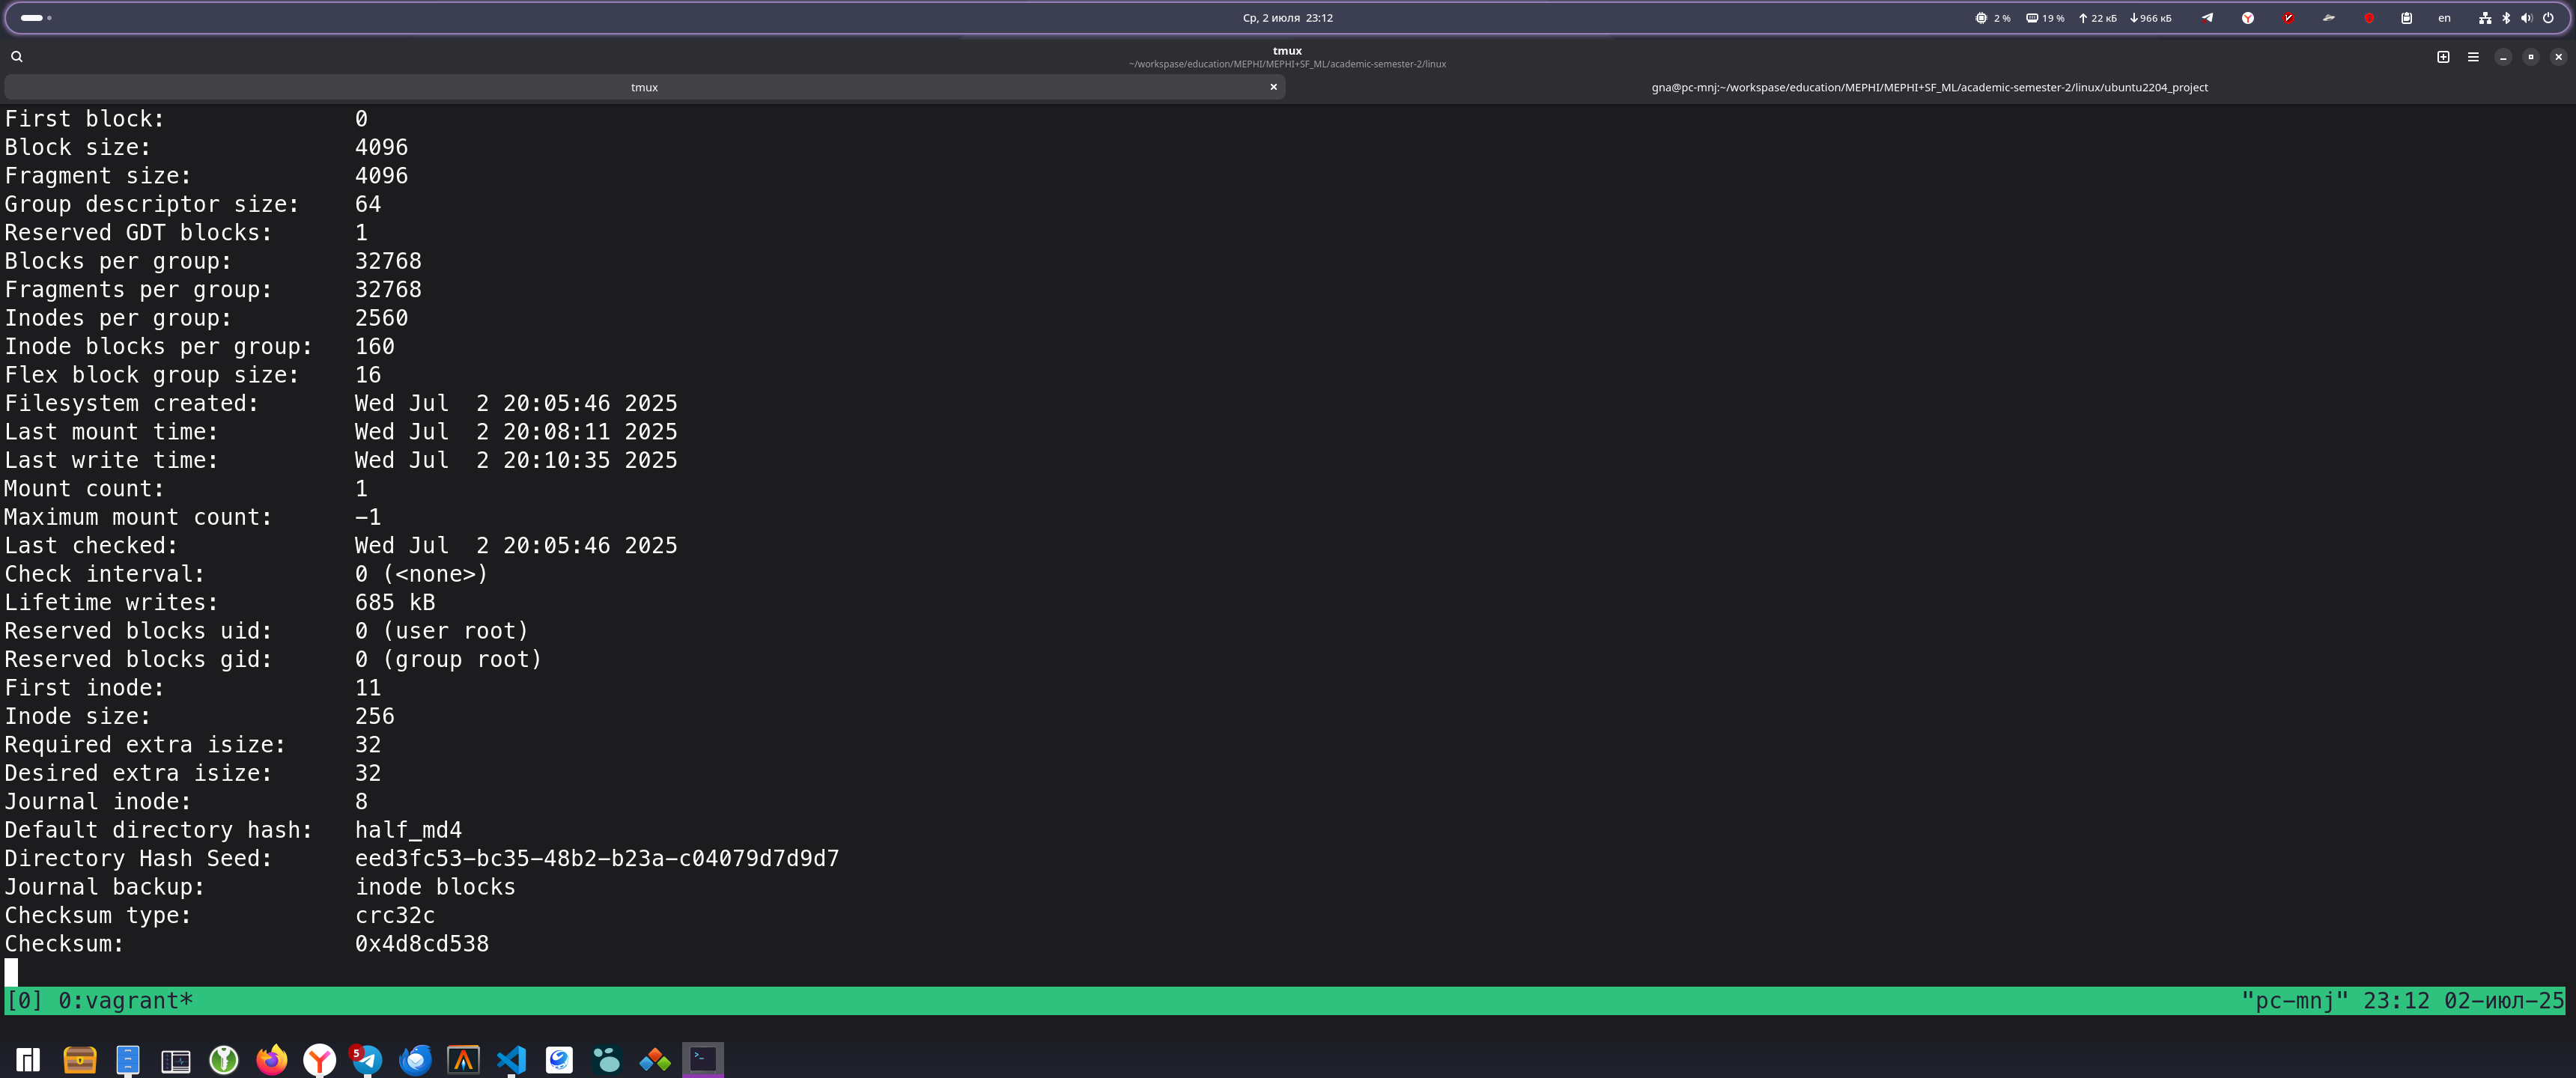 Ср, 2 июля 23:12
2 % 19 % 22 кБ 966 кБ en
tmux
~/workspase/education/MEPHI/MEPHI+SF_ML/academic-semester-2/linux
tmux
gna@pc-mnj:~/workspase/education/MEPHI/MEPHI+SF_ML/academic-semester-2/linux/ubuntu2204_project
First block: 0
Block size: 4096
Fragment size: 4096
Group descriptor size: 64
Reserved GDT blocks: 1
Blocks per group: 32768
Fragments per group: 32768
Inodes per group: 2560
Inode blocks per group: 160
Flex block group size: 16
Filesystem created: Wed Jul  2 20:05:46 2025
Last mount time: Wed Jul  2 20:08:11 2025
Last write time: Wed Jul  2 20:10:35 2025
Mount count: 1
Maximum mount count: -1
Last checked: Wed Jul  2 20:05:46 2025
Check interval: 0 (<none>)
Lifetime writes: 685 kB
Reserved blocks uid: 0 (user root)
Reserved blocks gid: 0 (group root)
First inode: 11
Inode size: 256
Required extra isize: 32
Desired extra isize: 32
Journal inode: 8
Default directory hash: half_md4
Directory Hash Seed: eed3fc53-bc35-48b2-b23a-c04079d7d9d7
Journal backup: inode blocks
Checksum type: crc32c
Checksum: 0x4d8cd538
[0] 0:vagrant* "pc-mnj" 23:12 02-июл-25
5